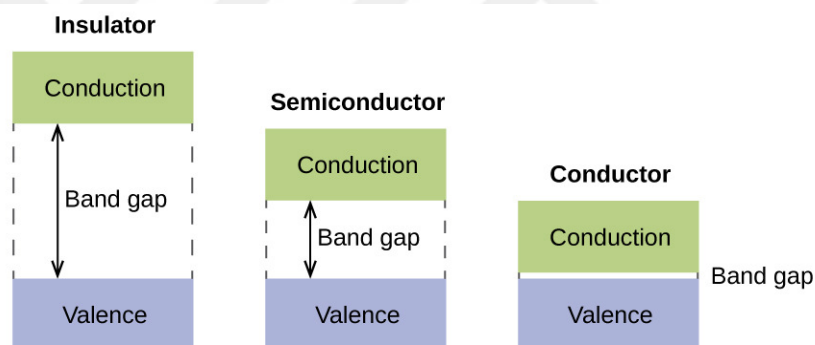 Insulator
Conduction
Band gap
Valence
Semiconductor
Conduction
Band gap
Valence
Conductor
Conduction
Band gap
Valence